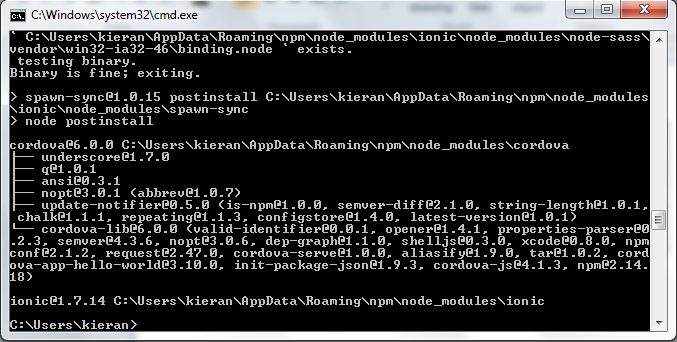 C:\Windows\system32\cmd.exe
` C:\Users\kieran\AppData\Roaming\npm\node_modules\ionic\node_modules\node-sass\
vendor\win32-ia32-46\binding.node ` exists.
 testing binary.
Binary is fine; exiting.

> spawn-sync@1.0.15 postinstall C:\Users\kieran\AppData\Roaming\npm\node_modules
\ionic\node_modules\spawn-sync
> node postinstall

cordova@6.0.0 C:\Users\kieran\AppData\Roaming\npm\node_modules\cordova
├── underscore@1.7.0
├── q@1.0.1
├── ansi@0.3.1
├── nopt@3.0.1 (abbrev@1.0.7)
├── update-notifier@0.5.0 (is-npm@1.0.0, semver-diff@2.1.0, string-length@1.0.1,
 chalk@1.1.1, repeating@1.1.3, configstore@1.4.0, latest-version@1.0.1)
└── cordova-lib@6.0.0 (valid-identifier@0.0.1, opener@1.4.1, properties-parser@0
.2.3, semver@4.3.6, nopt@3.0.6, dep-graph@1.1.0, shelljs@0.3.0, xcode@0.8.0, npm
conf@2.1.2, request@2.47.0, cordova-serve@1.0.0, aliasify@1.9.0, tar@1.0.2, cord
ova-app-hello-world@3.10.0, init-package-json@1.9.3, cordova-js@4.1.3, npm@2.14.
18)

ionic@1.7.14 C:\Users\kieran\AppData\Roaming\npm\node_modules\ionic

C:\Users\kieran>